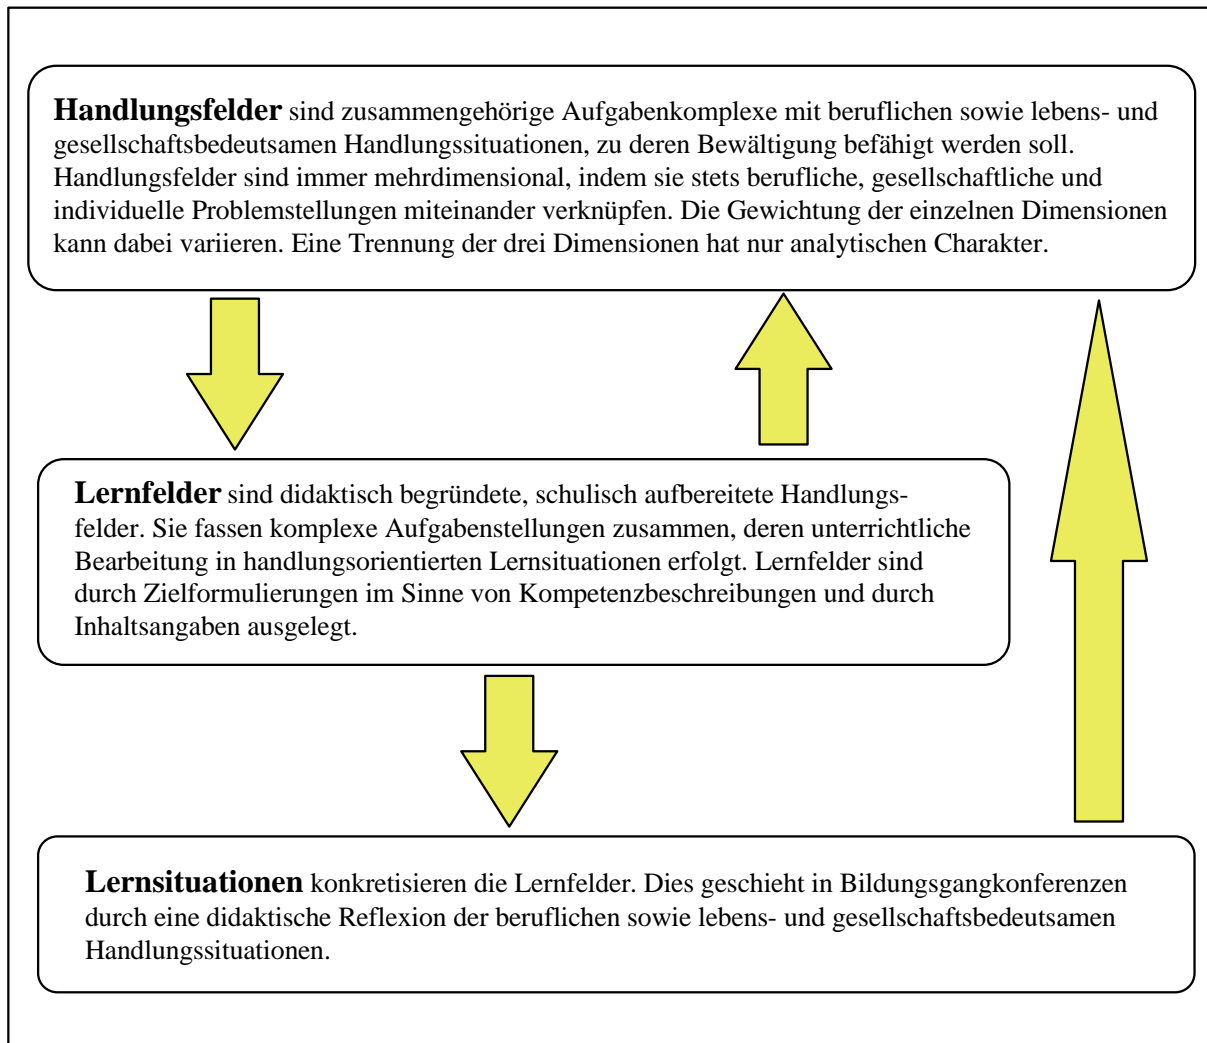 Handlungsfelder sind zusammengehörige Aufgabenkomplexe mit beruflichen sowie lebens- und
gesellschaftsbedeutsamen Handlungssituationen, zu deren Bewältigung befähigt werden soll.
Handlungsfelder sind immer mehrdimensional, indem sie stets berufliche, gesellschaftliche und
individuelle Problemstellungen miteinander verknüpfen. Die Gewichtung der einzelnen Dimensionen
kann dabei variieren. Eine Trennung der drei Dimensionen hat nur analytischen Charakter.
Lernfelder sind didaktisch begründete, schulisch aufbereitete Handlungs-
felder. Sie fassen komplexe Aufgabenstellungen zusammen, deren unterrichtliche
Bearbeitung in handlungsorientierten Lernsituationen erfolgt. Lernfelder sind
durch Zielformulierungen im Sinne von Kompetenzbeschreibungen und durch
Inhaltsangaben ausgelegt.
Lernsituationen konkretisieren die Lernfelder. Dies geschieht in Bildungsgangkonferenzen
durch eine didaktische Reflexion der beruflichen sowie lebens- und gesellschaftsbedeutsamen
Handlungssituationen.